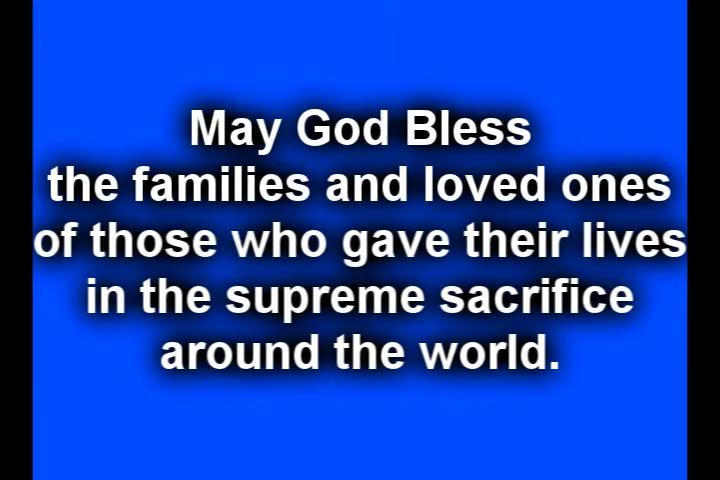 May God Bless
the families and loved ones
of those who gave their lives
in the supreme sacrifice
around the world.